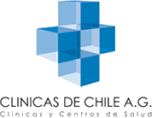 CLINICAS DE CHILE A.G.
Clínicas y Centros de Salud